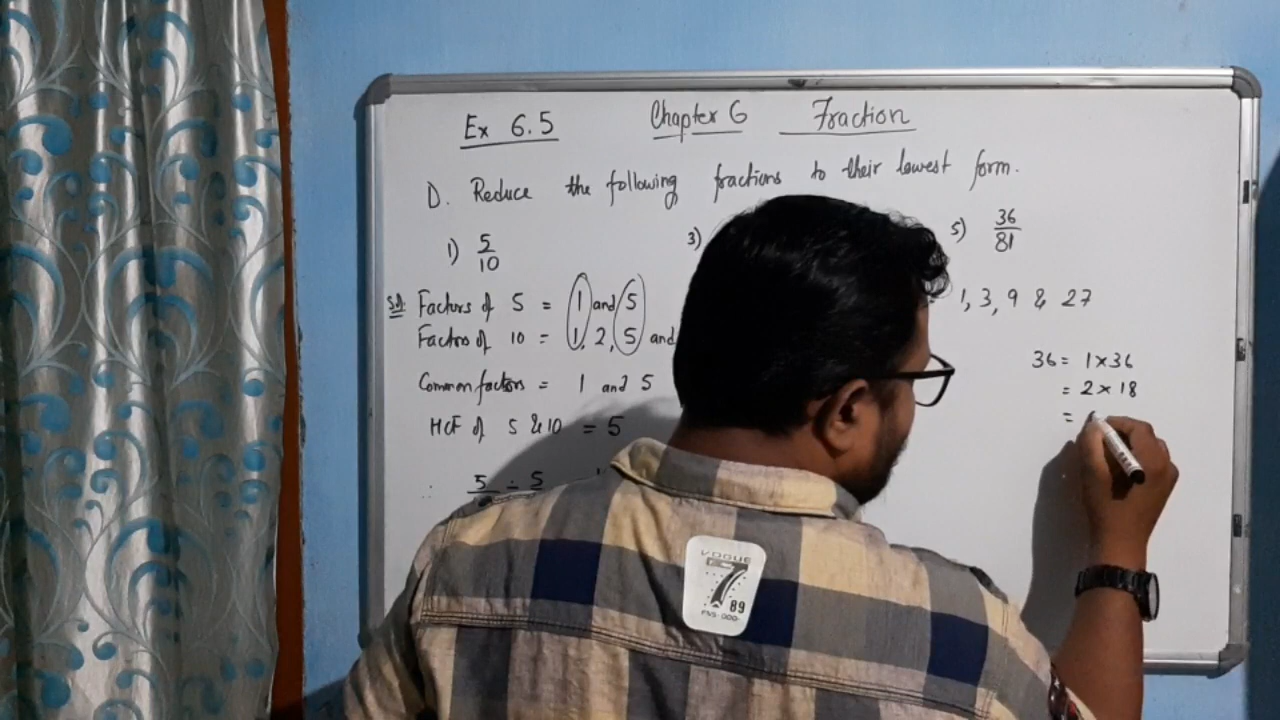 Ex 6.5 Chapter 6 Fraction
D. Reduce the following fractions to their lowest form.
1) 5/10 3) 5) 36/81
Sol. Factors of 5 = 1 and 5
Factors of 10 = 1, 2, 5 and
Common factors = 1 and 5
HCF of 5 & 10 = 5
5 ÷ 5
= 1, 3, 9 & 27
36 = 1 × 36
= 2 × 18
=
VOGUE
7
89